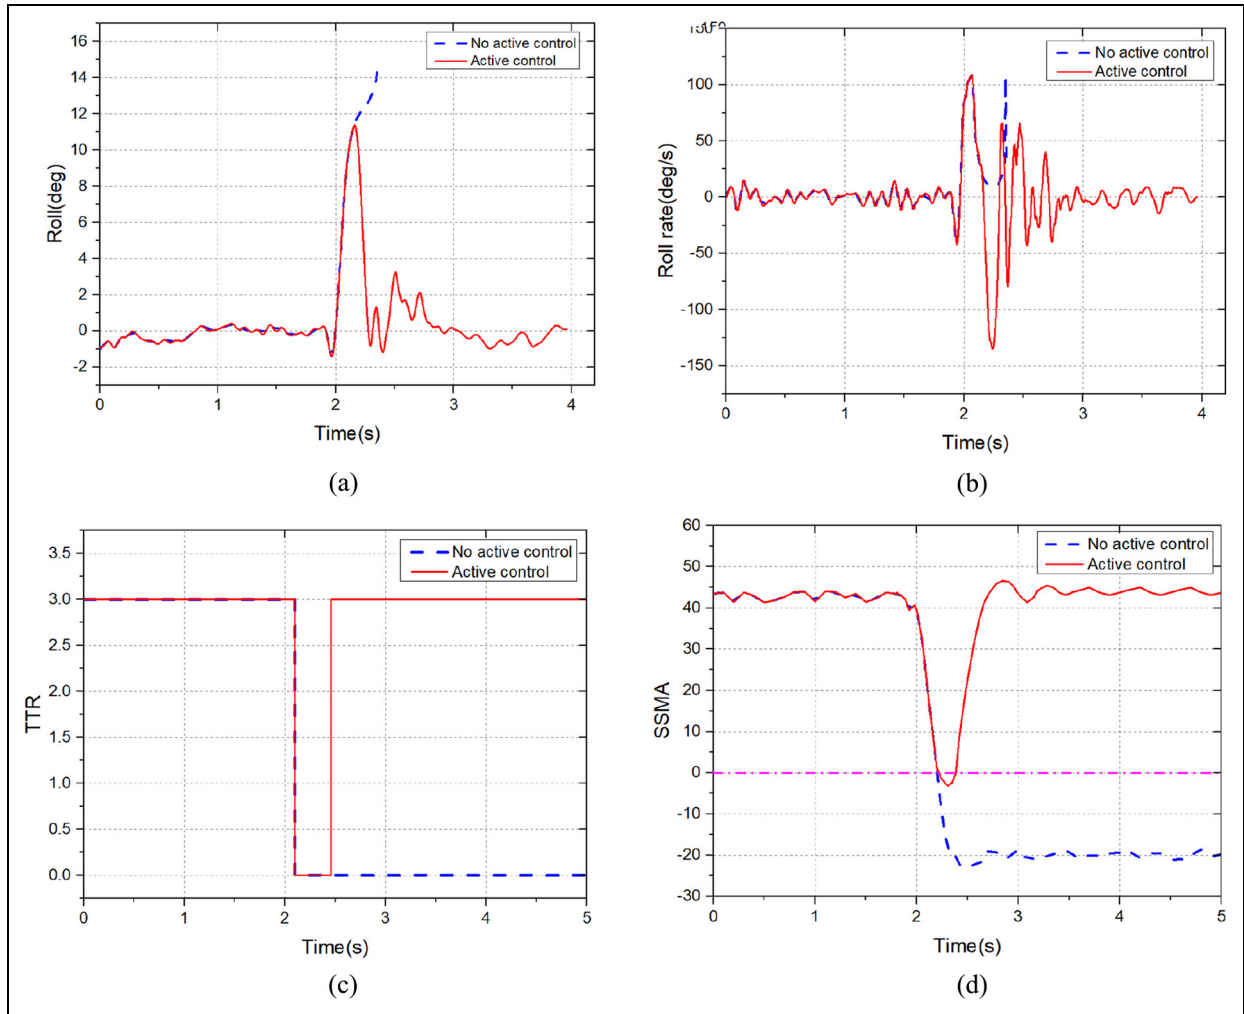 16
14
12
10
8
6
4
2
0
-2
Roll(deg)
No active control
Active control
0
1
2
3
4
Time(s)
(a)
100
50
0
-50
-100
-150
Roll rate(deg/s)
No active control
Active control
0
1
2
3
4
Time(s)
(b)
3.5
3.0
2.5
2.0
1.5
1.0
0.5
0.0
TTR
No active control
Active control
0
1
2
3
4
5
Time(s)
(c)
60
50
40
30
20
10
0
-10
-20
-30
SSMA
No active control
Active control
0
1
2
3
4
5
Time(s)
(d)